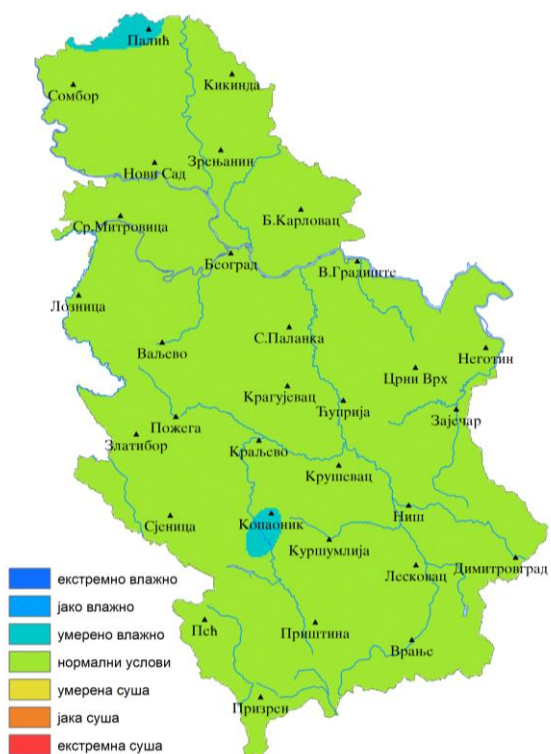 Палић
Кикинда
Сомбор
Зрењанин
Нови Сад
Б.Карловац
Ср.Митровица
Београд
В.Градиште
Лозница
С.Паланка
Ваљево
Неготин
Црни Врх
Крагујевац
Ћуприја
Зајечар
Пожега
Златибор
Краљево
Крушевац
Ниш
Копаоник
Сјеница
Куршумлија
Димитровград
Лесковац
Пећ
Приштина
Врање
Призрен
екстремно влажно
јако влажно
умерено влажно
нормални услови
умерена суша
јака суша
екстремна суша